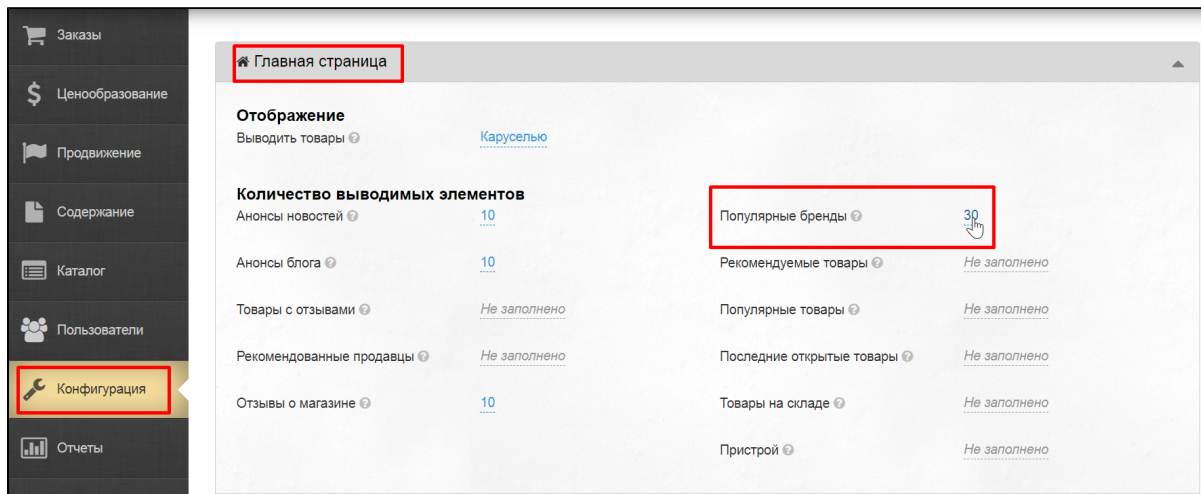 Заказы
Ценообразование
Продвижение
Содержание
Каталог
Пользователи
Конфигурация
Отчеты
Главная страница
Отображение
Выводить товары Каруселью
Количество выводимых элементов
Анонсы новостей 10 Популярные бренды 30
Анонсы блога 10 Рекомендуемые товары Не заполнено
Товары с отзывами Не заполнено Популярные товары Не заполнено
Рекомендованные продавцы Не заполнено Последние открытые товары Не заполнено
Отзывы о магазине 10 Товары на складе Не заполнено
Пристрой Не заполнено